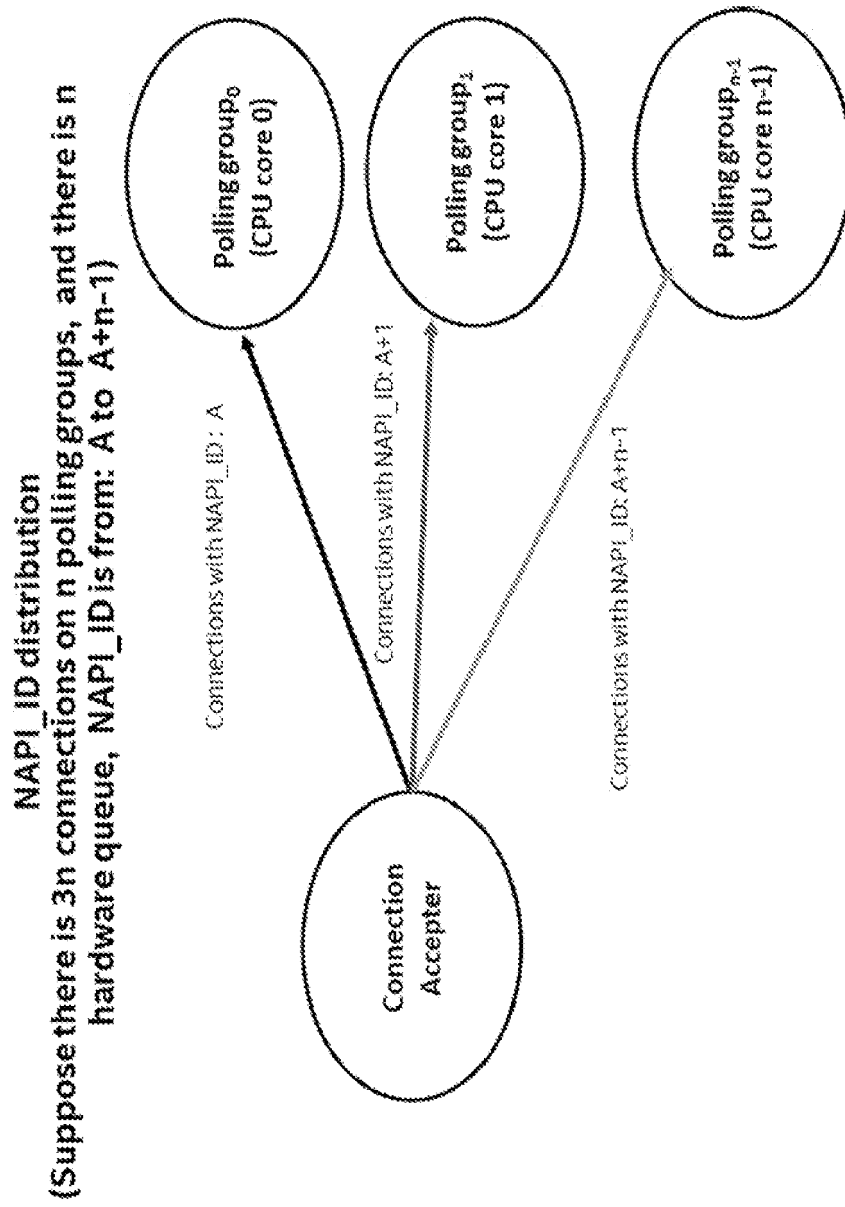 NAPI_ID distribution
(Suppose there is 3n connections on n polling groups, and there is n
hardware queue, NAPI_ID is from: A to A+n-1)
Connection
Accepter
Connections with NAPI_ID : A
Connections with NAPI_ID: A+1
Connections with NAPI_ID: A+n-1
Polling group0
(CPU core 0)
Polling group1
(CPU core 1)
Polling groupn-1
(CPU core n-1)